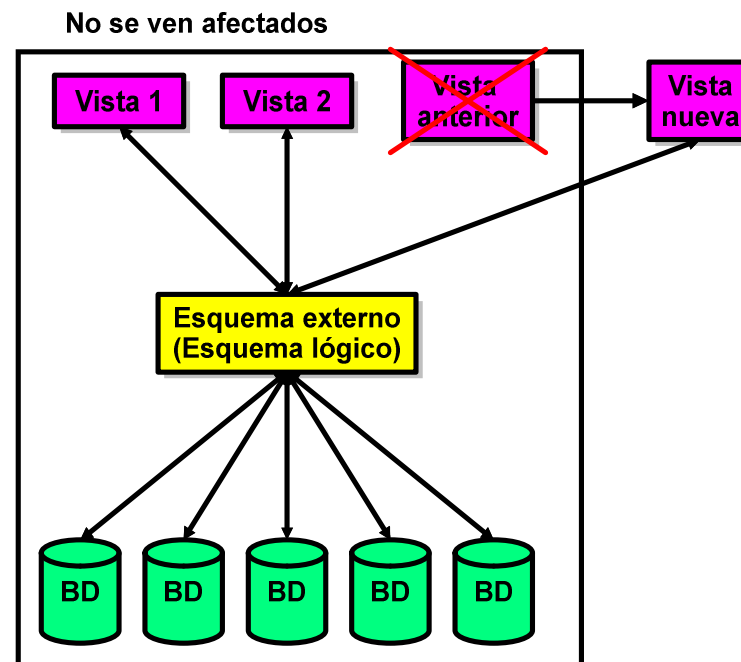 No se ven afectados
Vista 1
Vista 2
Vista
anterior
Vista
nueva
Esquema externo
(Esquema lógico)
BD
BD
BD
BD
BD